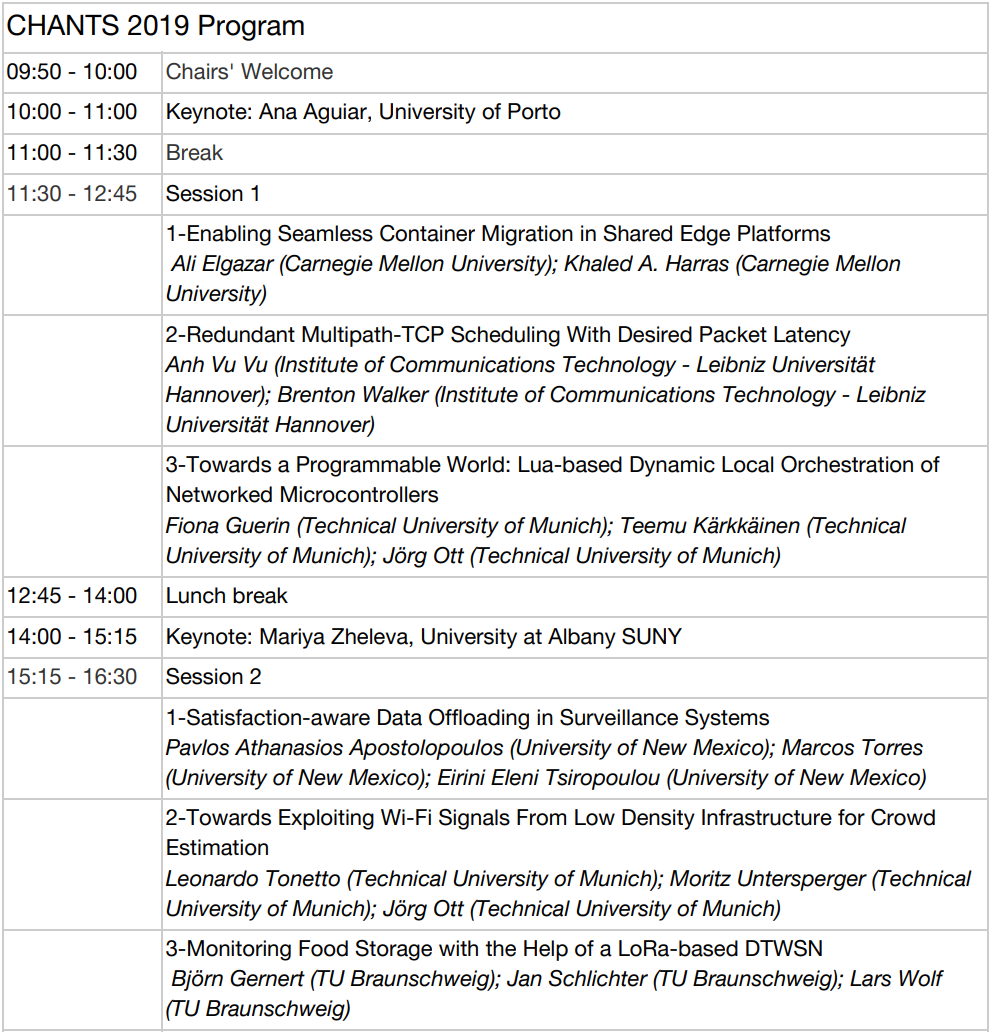 CHANTS 2019 Program
09:50 - 10:00 Chairs' Welcome
10:00 - 11:00 Keynote: Ana Aguiar, University of Porto
11:00 - 11:30 Break
11:30 - 12:45 Session 1
1-Enabling Seamless Container Migration in Shared Edge Platforms
Ali Elgazar (Carnegie Mellon University); Khaled A. Harras (Carnegie Mellon
University)
2-Redundant Multipath-TCP Scheduling With Desired Packet Latency
Anh Vu Vu (Institute of Communications Technology - Leibniz Universität
Hannover); Brenton Walker (Institute of Communications Technology - Leibniz
Universität Hannover)
3-Towards a Programmable World: Lua-based Dynamic Local Orchestration of
Networked Microcontrollers
Fiona Guerin (Technical University of Munich); Teemu Kärkkäinen (Technical
University of Munich); Jörg Ott (Technical University of Munich)
12:45 - 14:00 Lunch break
14:00 - 15:15 Keynote: Mariya Zheleva, University at Albany SUNY
15:15 - 16:30 Session 2
1-Satisfaction-aware Data Offloading in Surveillance Systems
Pavlos Athanasios Apostolopoulos (University of New Mexico); Marcos Torres
(University of New Mexico); Eirini Eleni Tsiropoulou (University of New Mexico)
2-Towards Exploiting Wi-Fi Signals From Low Density Infrastructure for Crowd
Estimation
Leonardo Tonetto (Technical University of Munich); Moritz Untersperger (Technical
University of Munich); Jörg Ott (Technical University of Munich)
3-Monitoring Food Storage with the Help of a LoRa-based DTWSN
Björn Gernert (TU Braunschweig); Jan Schlichter (TU Braunschweig); Lars Wolf
(TU Braunschweig)